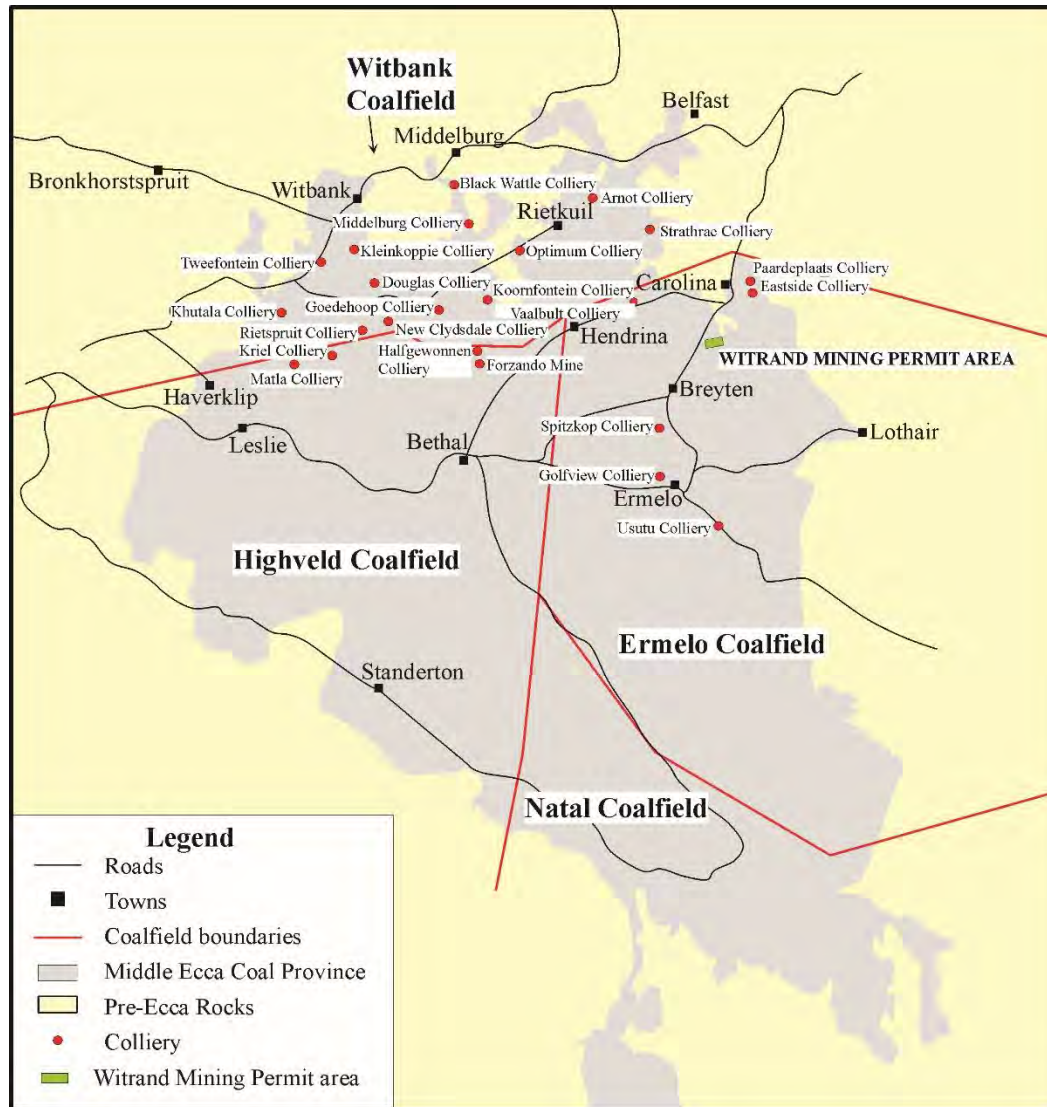 Witbank
Coalfield
Belfast
Middelburg
Bronkhorstspruit
Witbank
Black Wattle Colliery
Arnot Colliery
Rietkuil
Middelburg Colliery
Strathrae Colliery
Kleinkoppie Colliery
Optimum Colliery
Tweefontein Colliery
Paardeplaats Colliery
Douglas Colliery
Carolina
Eastside Colliery
Koornfontein Colliery
Goedehoop Colliery
Khutala Colliery
Vaalbult Colliery
Rietspruit Colliery
New Clydsdale Colliery
Hendrina
Kriel Colliery
Halfgewonnen
Colliery
WITRAND MINING PERMIT AREA
Matla Colliery
Forzando Mine
Haverklip
Breyten
Leslie
Spitzkop Colliery
Lothair
Bethal
Golfview Colliery
Ermelo
Usutu Colliery
Highveld Coalfield
Ermelo Coalfield
Standerton
Natal Coalfield
Legend
Roads
Towns
Coalfield boundaries
Middle Ecca Coal Province
Pre-Ecca Rocks
Colliery
Witrand Mining Permit area